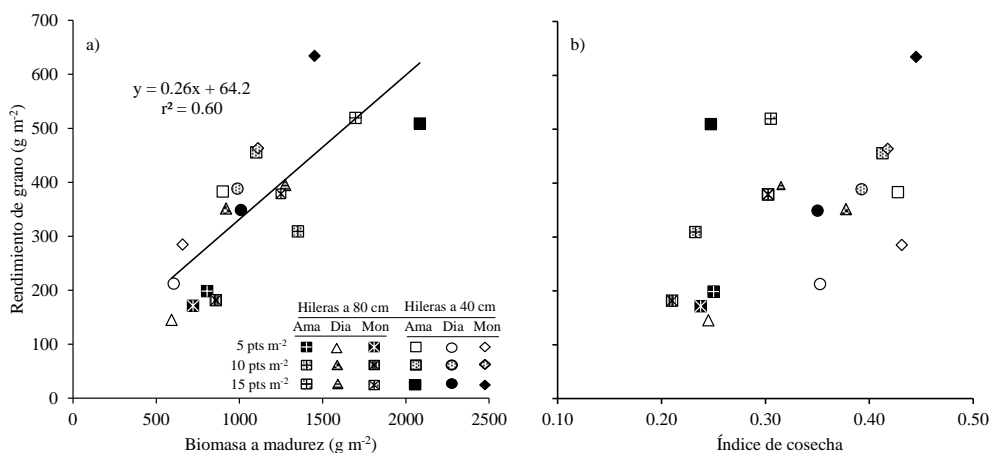 a)
y = 0.26x + 64.2
r² = 0.60
Rendimiento de grano (g m⁻²)
700
600
500
400
300
200
100
0
0
500
1000
1500
2000
2500
Biomasa a madurez (g m⁻²)
Hileras a 80 cm Hileras a 40 cm
Ama Dia Mon Ama Dia Mon
5 pts m⁻²
10 pts m⁻²
15 pts m⁻²
b)
0.10
0.20
0.30
0.40
0.50
Índice de cosecha